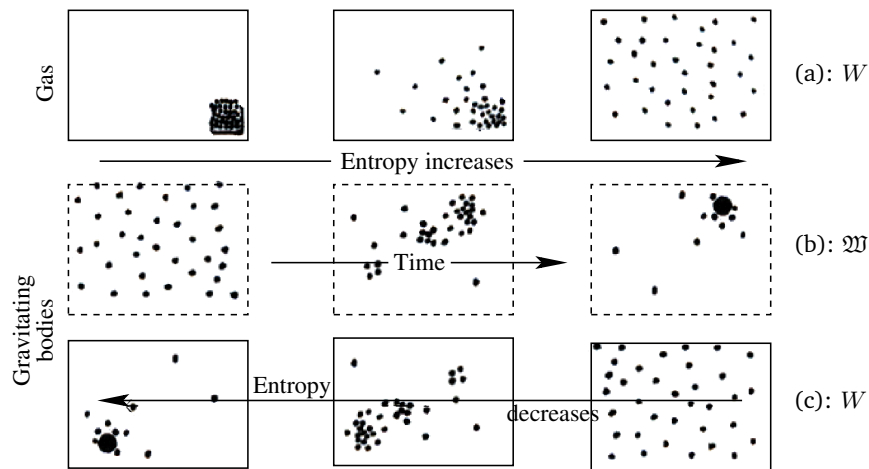 Gas
(a): W
Entropy increases
(b): 𝔚
Time
Gravitating
bodies
Entropy
decreases
(c): W